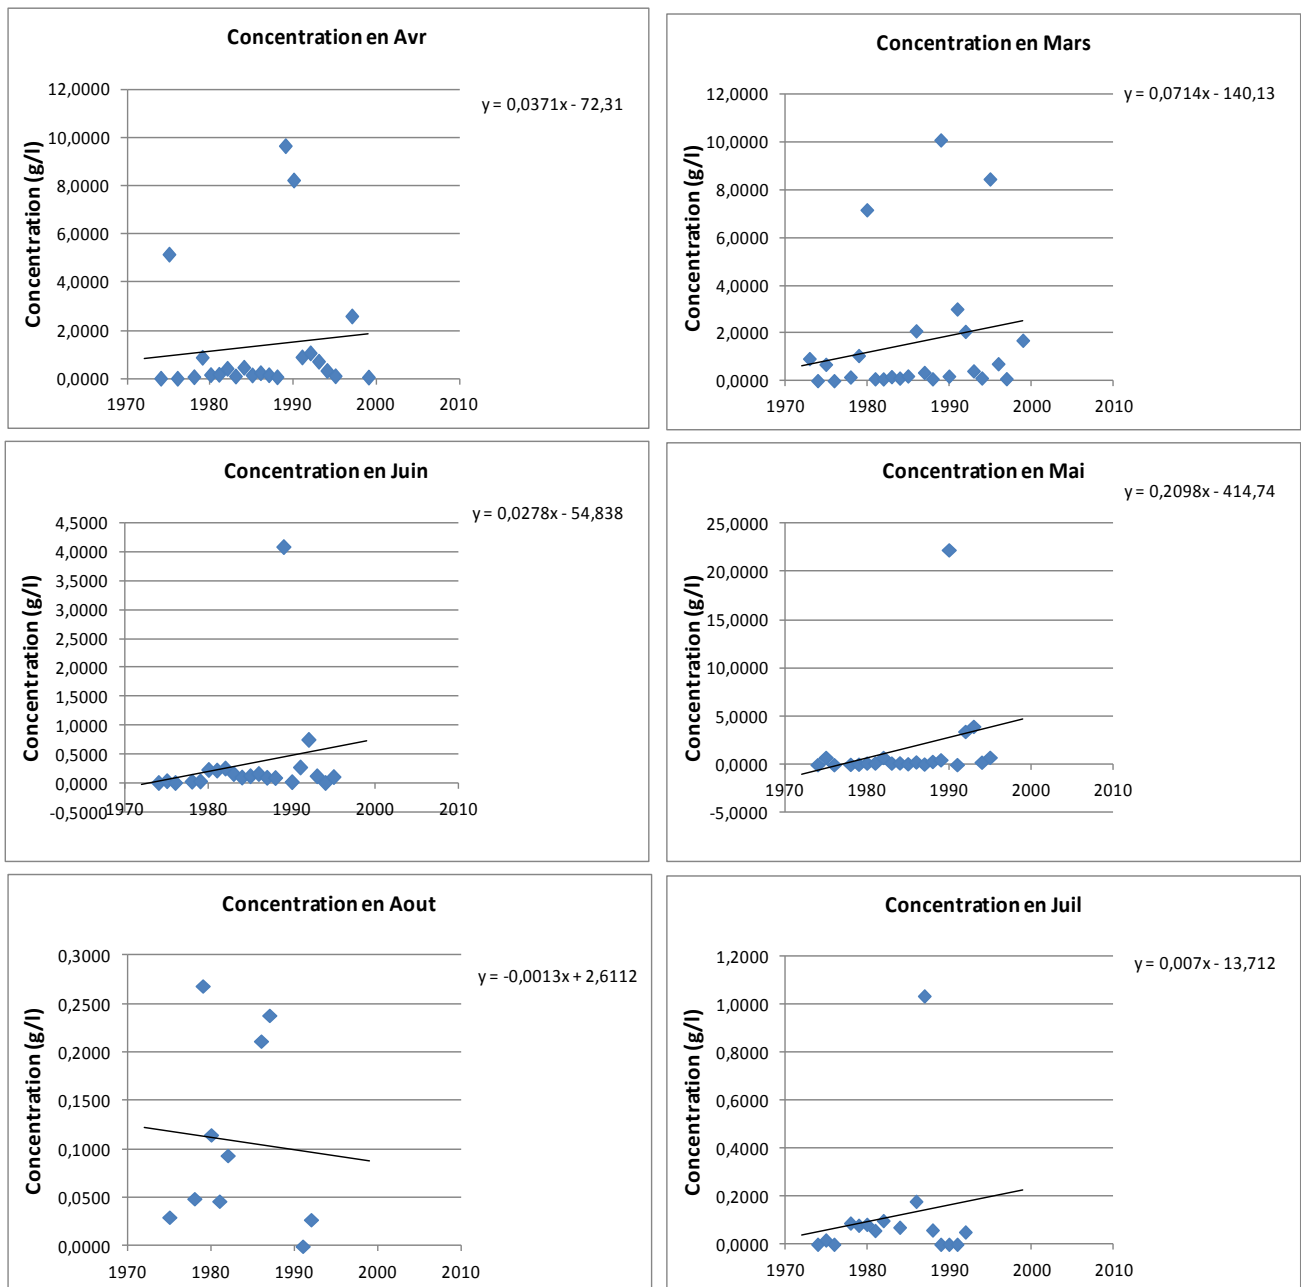 Concentration en Avr
y = 0,0371x - 72,31
12,0000
10,0000
8,0000
6,0000
4,0000
2,0000
0,0000
Concentration (g/l)
1970 1980 1990 2000 2010
Concentration en Mars
y = 0,0714x - 140,13
12,0000
10,0000
8,0000
6,0000
4,0000
2,0000
0,0000
Concentration (g/l)
1970 1980 1990 2000 2010
Concentration en Juin
y = 0,0278x - 54,838
4,5000
4,0000
3,5000
3,0000
2,5000
2,0000
1,5000
1,0000
0,5000
0,0000
-0,5000
Concentration (g/l)
1970 1980 1990 2000 2010
Concentration en Mai
y = 0,2098x - 414,74
25,0000
20,0000
15,0000
10,0000
5,0000
0,0000
-5,0000
Concentration (g/l)
1970 1980 1990 2000 2010
Concentration en Aout
y = -0,0013x + 2,6112
0,3000
0,2500
0,2000
0,1500
0,1000
0,0500
0,0000
Concentration (g/l)
1970 1980 1990 2000 2010
Concentration en Juil
y = 0,007x - 13,712
1,2000
1,0000
0,8000
0,6000
0,4000
0,2000
0,0000
Concentration (g/l)
1970 1980 1990 2000 2010